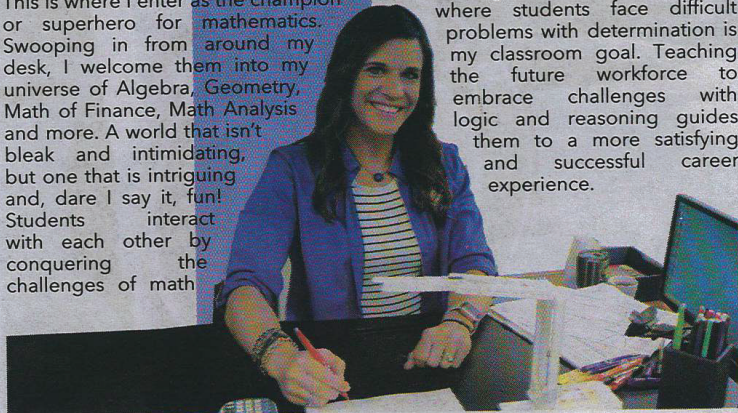 This is where I enter as the champion
or superhero for mathematics.
Swooping in from around my
desk, I welcome them into my
universe of Algebra, Geometry,
Math of Finance, Math Analysis
and more. A world that isn't
bleak and intimidating,
but one that is intriguing
and, dare I say it, fun!
Students interact
with each other by
conquering the
challenges of math
where students face difficult
problems with determination is
my classroom goal. Teaching
the future workforce to
embrace challenges with
logic and reasoning guides
them to a more satisfying
and successful career
experience.